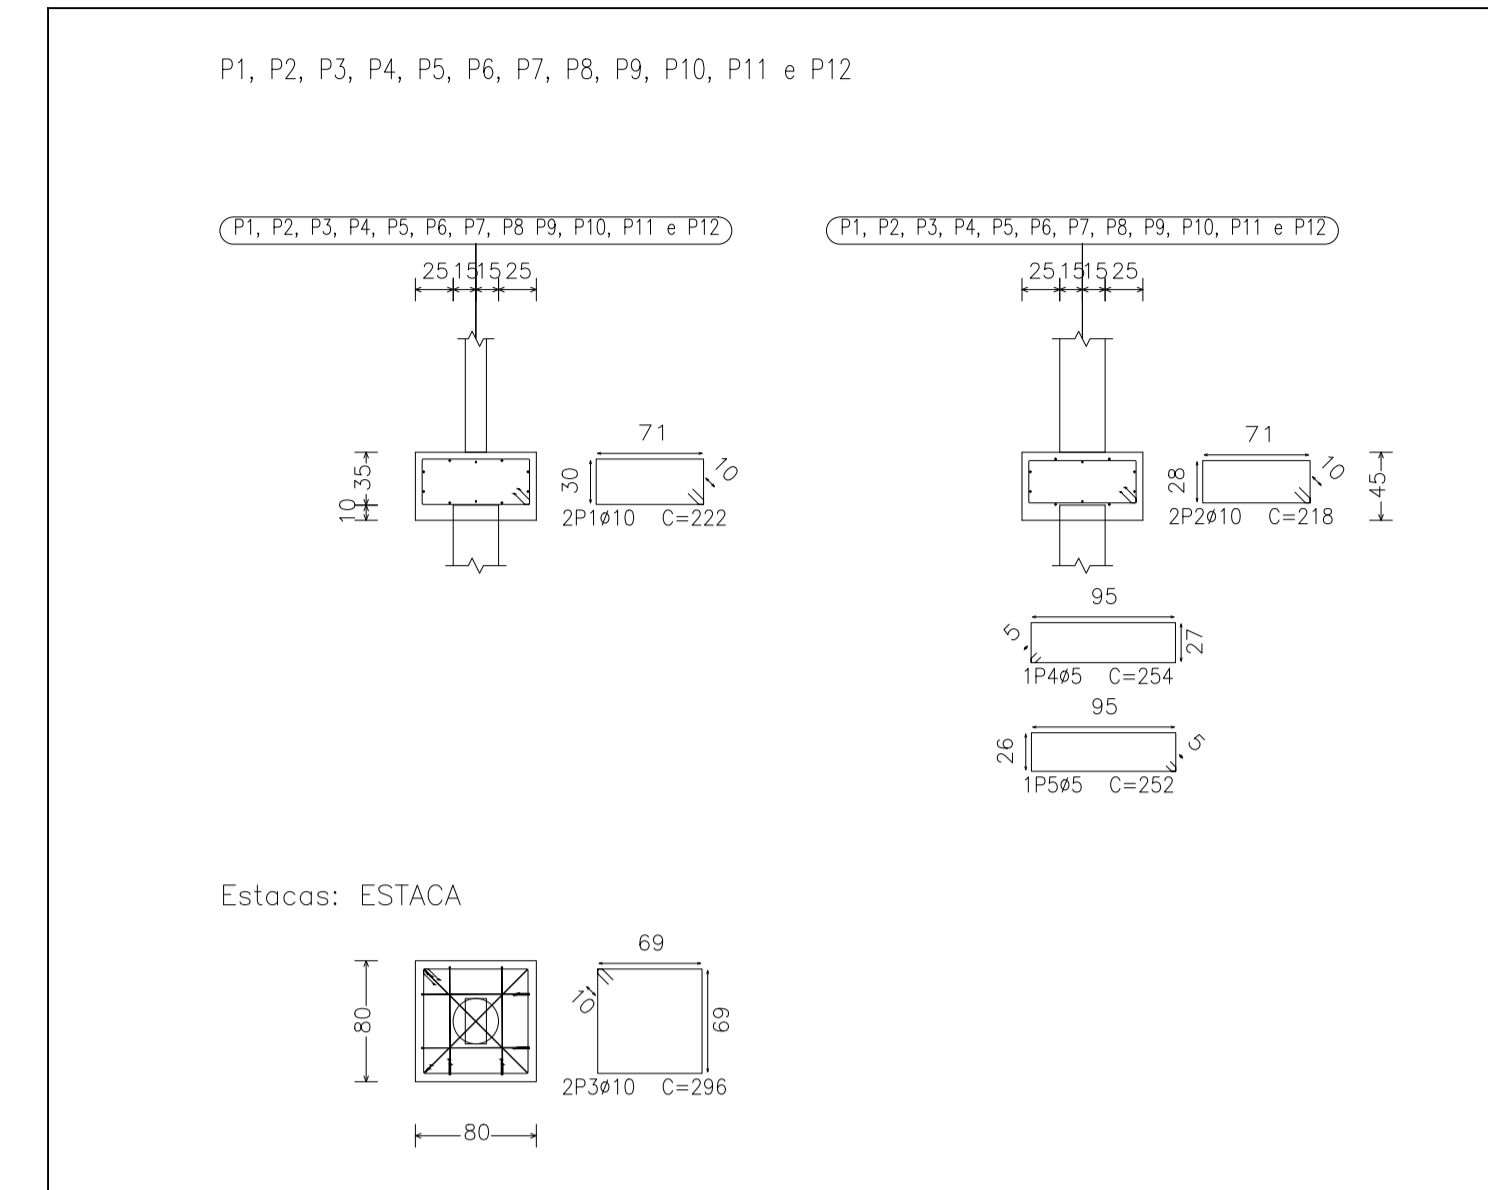 P1, P2, P3, P4, P5, P6, P7, P8, P9, P10, P11 e P12
P1, P2, P3, P4, P5, P6, P7, P8 P9, P10, P11 e P12
P1, P2, P3, P4, P5, P6, P7, P8, P9, P10, P11 e P12
25 15 15 25
25 15 15 25
71
30
10
35
10
2P1ø10 C=222
71
28
10
45
2P2ø10 C=218
95
5
27
1P4ø5 C=254
95
26
5
1P5ø5 C=252
Estacas: ESTACA
69
80
10
69
2P3ø10 C=296
80